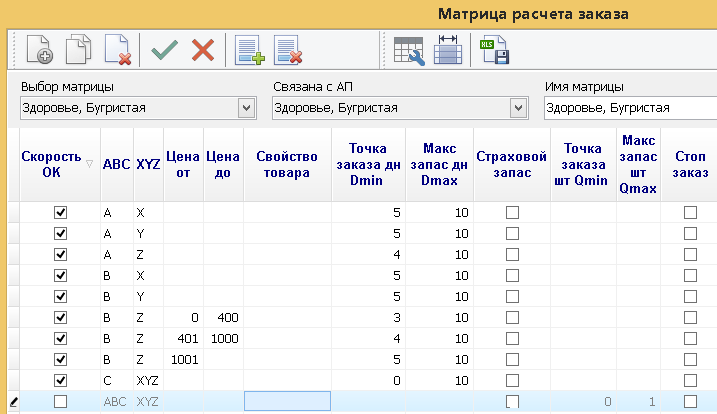 Матрица расчета заказа
XLS
Выбор матрицы Связана с АП Имя матрицы
Здоровье, Бугристая Здоровье, Бугристая Здоровье, Бугристая
Скорость ОК ABC XYZ Цена от Цена до Свойство товара Точка заказа дн Dmin Макс запас дн Dmax Страховой запас Точка заказа шт Qmin Макс запас шт Qmax Стоп заказ
A X 5 10
A Y 5 10
A Z 4 10
B X 5 10
B Y 5 10
B Z 0 400 3 10
B Z 401 1000 4 10
B Z 1001 5 10
C XYZ 0 10
ABC XYZ 0 1